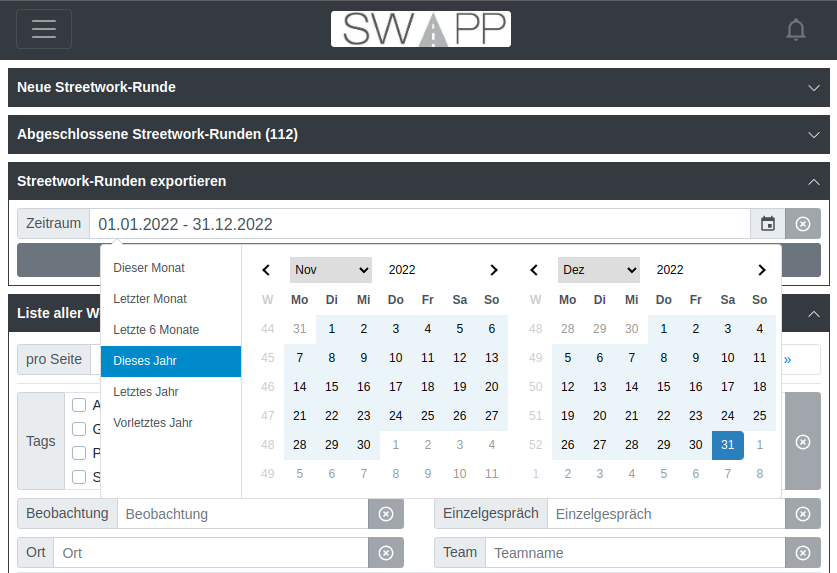 SW PP
Neue Streetwork-Runde
Abgeschlossene Streetwork-Runden (112)
Streetwork-Runden exportieren
Zeitraum 01.01.2022 - 31.12.2022
Dieser Monat
Letzter Monat
Letzte 6 Monate
Dieses Jahr
Letztes Jahr
Vorletztes Jahr
Nov 2022
W Mo Di Mi Do Fr Sa So
44 31 1 2 3 4 5 6
45 7 8 9 10 11 12 13
46 14 15 16 17 18 19 20
47 21 22 23 24 25 26 27
48 28 29 30 1 2 3 4
49 5 6 7 8 9 10 11
Dez 2022
W Mo Di Mi Do Fr Sa So
48 28 29 30 1 2 3 4
49 5 6 7 8 9 10 11
50 12 13 14 15 16 17 18
51 19 20 21 22 23 24 25
52 26 27 28 29 30 31 1
1 2 3 4 5 6 7 8
Liste aller W
pro Seite »
Tags
A
G
P
S
Beobachtung Beobachtung
Einzelgespräch Einzelgespräch
Ort Ort
Team Teamname